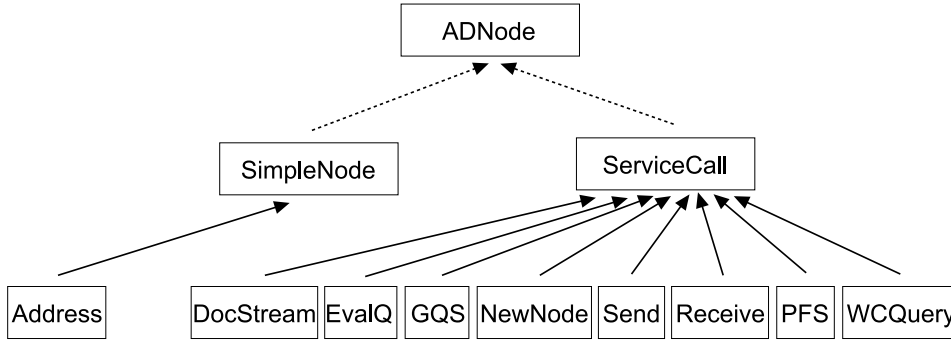 ADNode
SimpleNode
ServiceCall
Address
DocStream
EvalQ
GQS
NewNode
Send
Receive
PFS
WCQuery